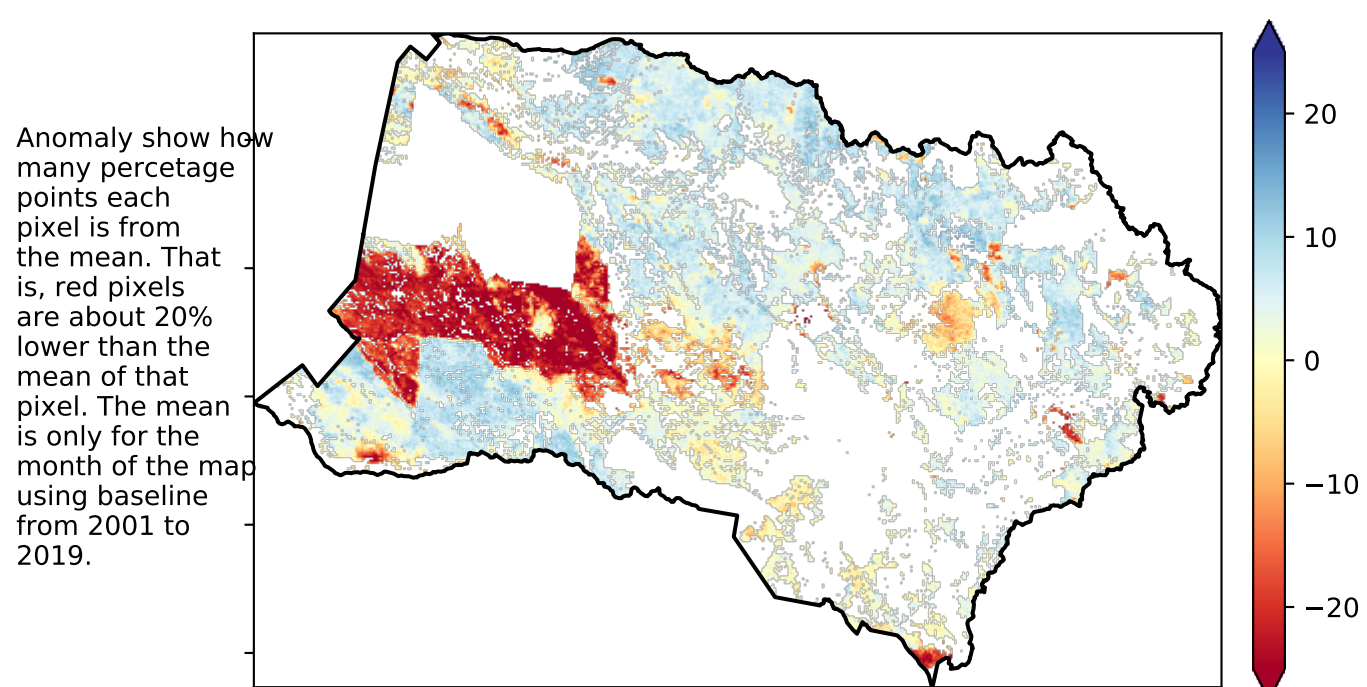 Anomaly show how
many percetage
points each
pixel is from
the mean. That
is, red pixels
are about 20%
lower than the
mean of that
pixel. The mean
is only for the
month of the map
using baseline
from 2001 to
2019.
20
10
0
−10
−20